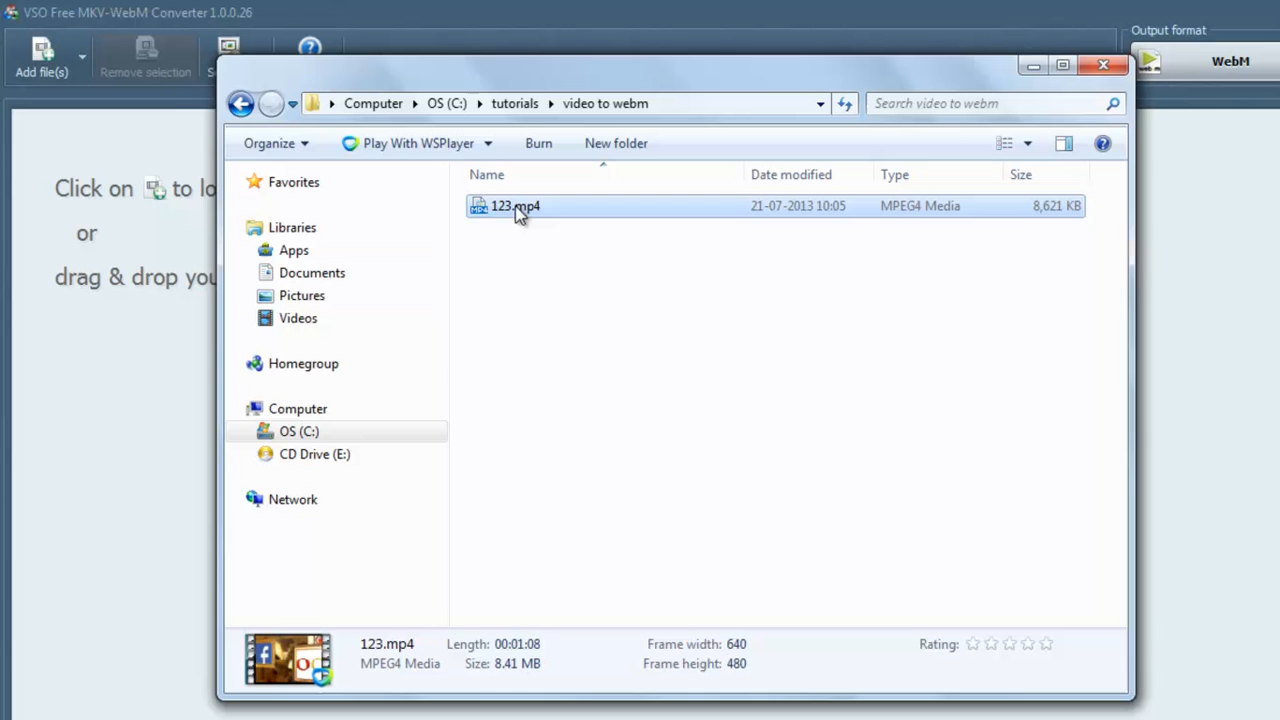 VSO Free MKV-WebM Converter 1.0.0.26
Add file(s)
Remove selection
S
?
Output format
web m
WebM
Click on to lo
or
drag & drop you
Computer OS (C:) tutorials video to webm
Search video to webm
Organize Play With WSPlayer Burn New folder
?
Name Date modified Type Size
MP4 123.mp4 21-07-2013 10:05 MPEG4 Media 8,621 KB
Favorites
Libraries
Apps
Documents
Pictures
Videos
Homegroup
Computer
OS (C:)
CD Drive (E:)
Network
123.mp4 Length: 00:01:08 Frame width: 640 Rating:
MPEG4 Media Size: 8.41 MB Frame height: 480